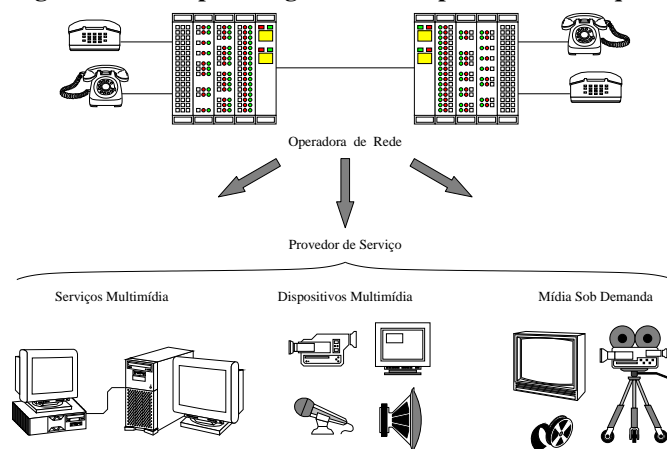 Operadora de Rede
Provedor de Serviço
Serviços Multimídia
Dispositivos Multimídia
Mídia Sob Demanda